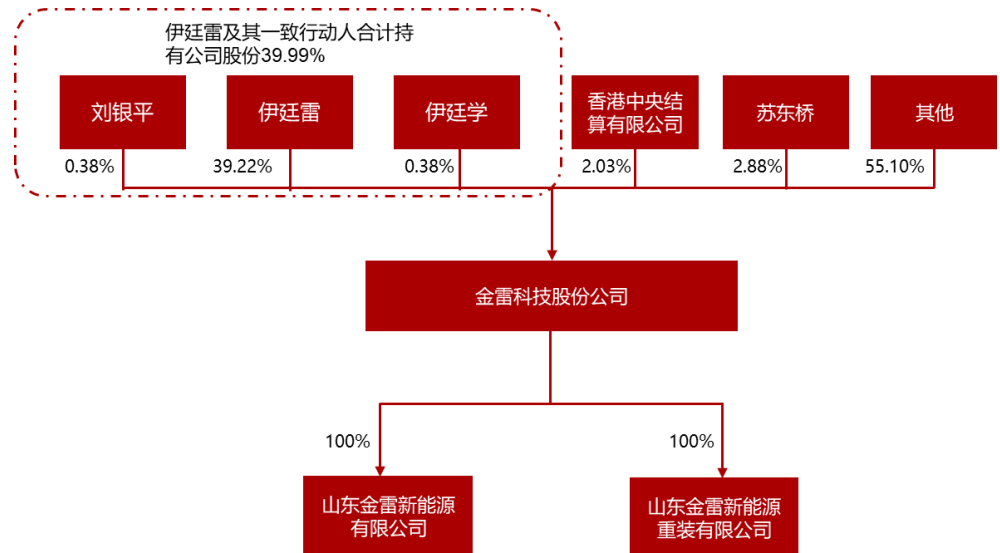 伊廷雷及其一致行动人合计持
有公司股份39.99%
刘银平
伊廷雷
伊廷学
香港中央结
算有限公司
苏东桥
其他
0.38%
39.22%
0.38%
2.03%
2.88%
55.10%
金雷科技股份公司
100%
100%
山东金雷新能源
有限公司
山东金雷新能源
重装有限公司